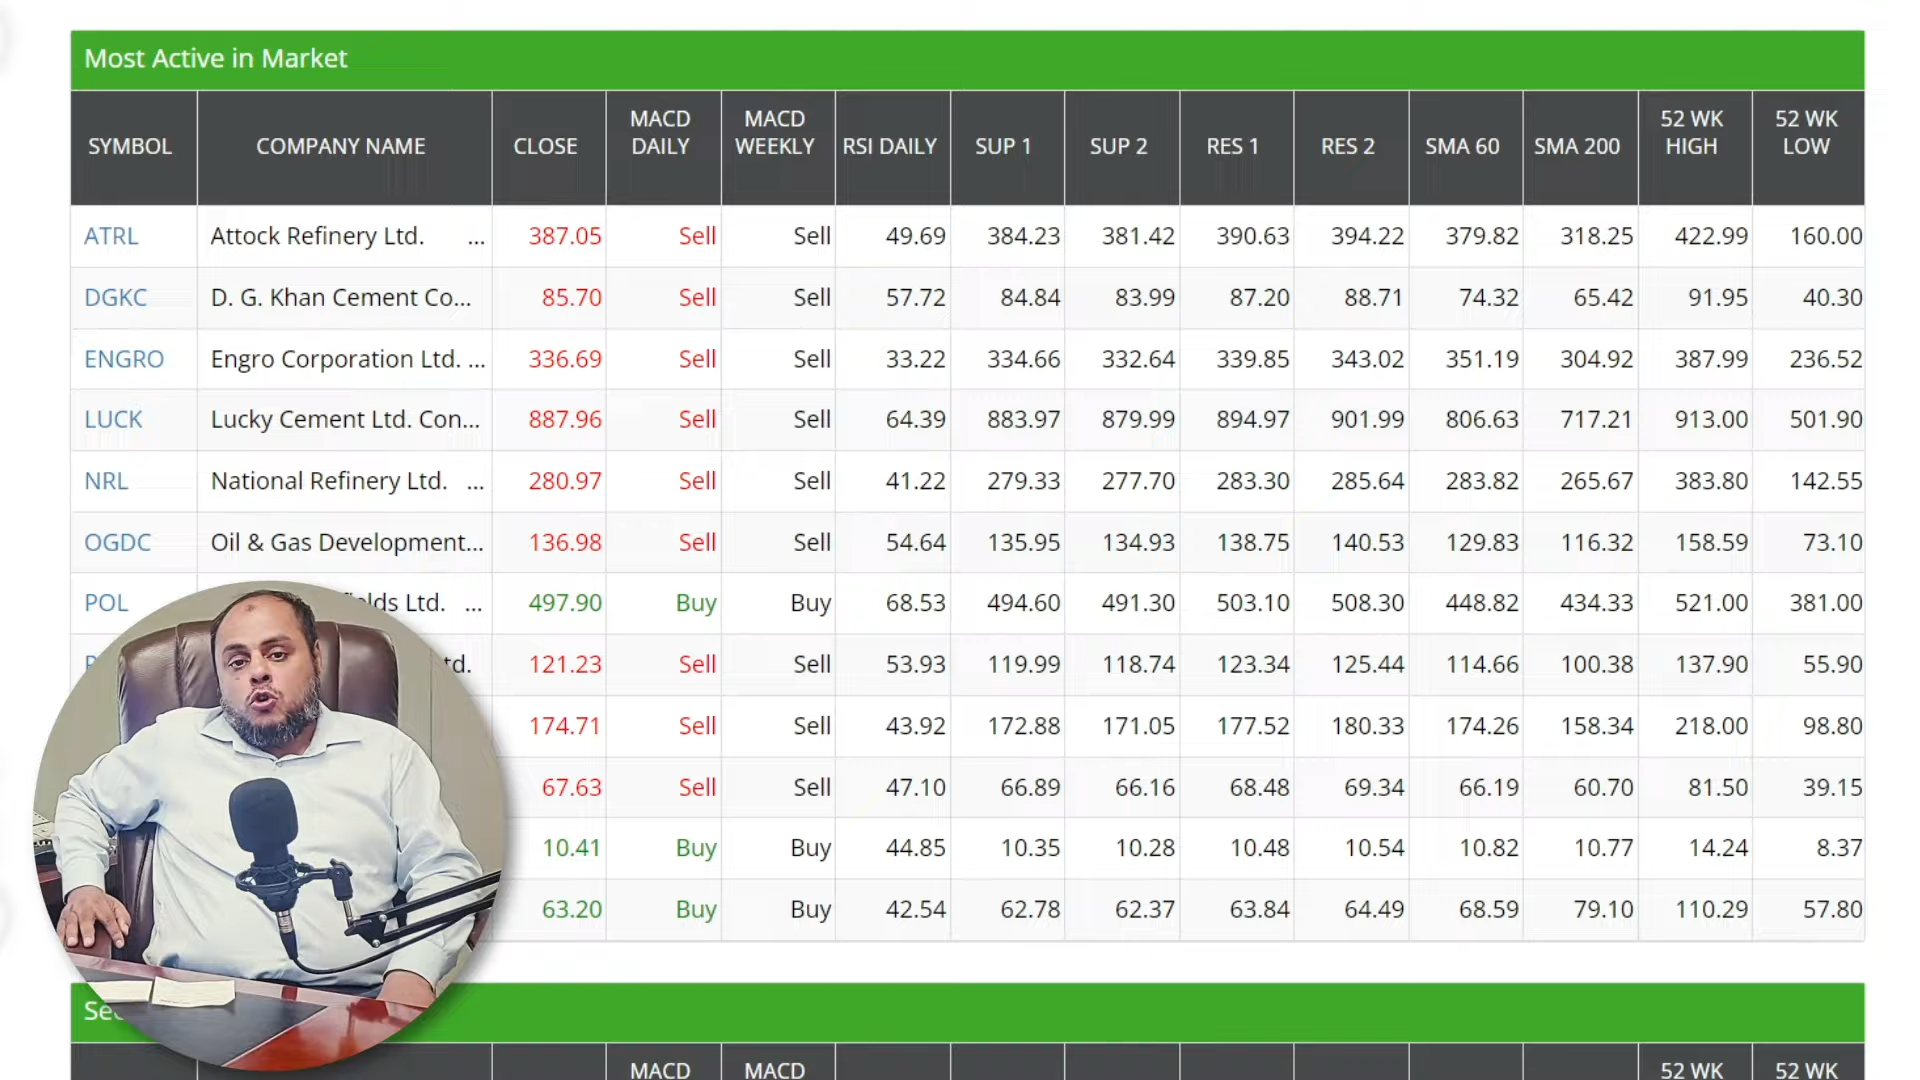 Most Active in Market
SYMBOL COMPANY NAME CLOSE MACD DAILY MACD WEEKLY RSI DAILY SUP 1 SUP 2 RES 1 RES 2 SMA 60 SMA 200 52 WK HIGH 52 WK LOW
ATRL Attock Refinery Ltd. ... 387.05 Sell Sell 49.69 384.23 381.42 390.63 394.22 379.82 318.25 422.99 160.00
DGKC D. G. Khan Cement Co... 85.70 Sell Sell 57.72 84.84 83.99 87.20 88.71 74.32 65.42 91.95 40.30
ENGRO Engro Corporation Ltd. ... 336.69 Sell Sell 33.22 334.66 332.64 339.85 343.02 351.19 304.92 387.99 236.52
LUCK Lucky Cement Ltd. Con... 887.96 Sell Sell 64.39 883.97 879.99 894.97 901.99 806.63 717.21 913.00 501.90
NRL National Refinery Ltd. ... 280.97 Sell Sell 41.22 279.33 277.70 283.30 285.64 283.82 265.67 383.80 142.55
OGDC Oil & Gas Development... 136.98 Sell Sell 54.64 135.95 134.93 138.75 140.53 129.83 116.32 158.59 73.10
POL Ltd. ... 497.90 Buy Buy 68.53 494.60 491.30 503.10 508.30 448.82 434.33 521.00 381.00
121.23 Sell Sell 53.93 119.99 118.74 123.34 125.44 114.66 100.38 137.90 55.90
174.71 Sell Sell 43.92 172.88 171.05 177.52 180.33 174.26 158.34 218.00 98.80
67.63 Sell Sell 47.10 66.89 66.16 68.48 69.34 66.19 60.70 81.50 39.15
10.41 Buy Buy 44.85 10.35 10.28 10.48 10.54 10.82 10.77 14.24 8.37
63.20 Buy Buy 42.54 62.78 62.37 63.84 64.49 68.59 79.10 110.29 57.80
MACD MACD 52 WK 52 WK